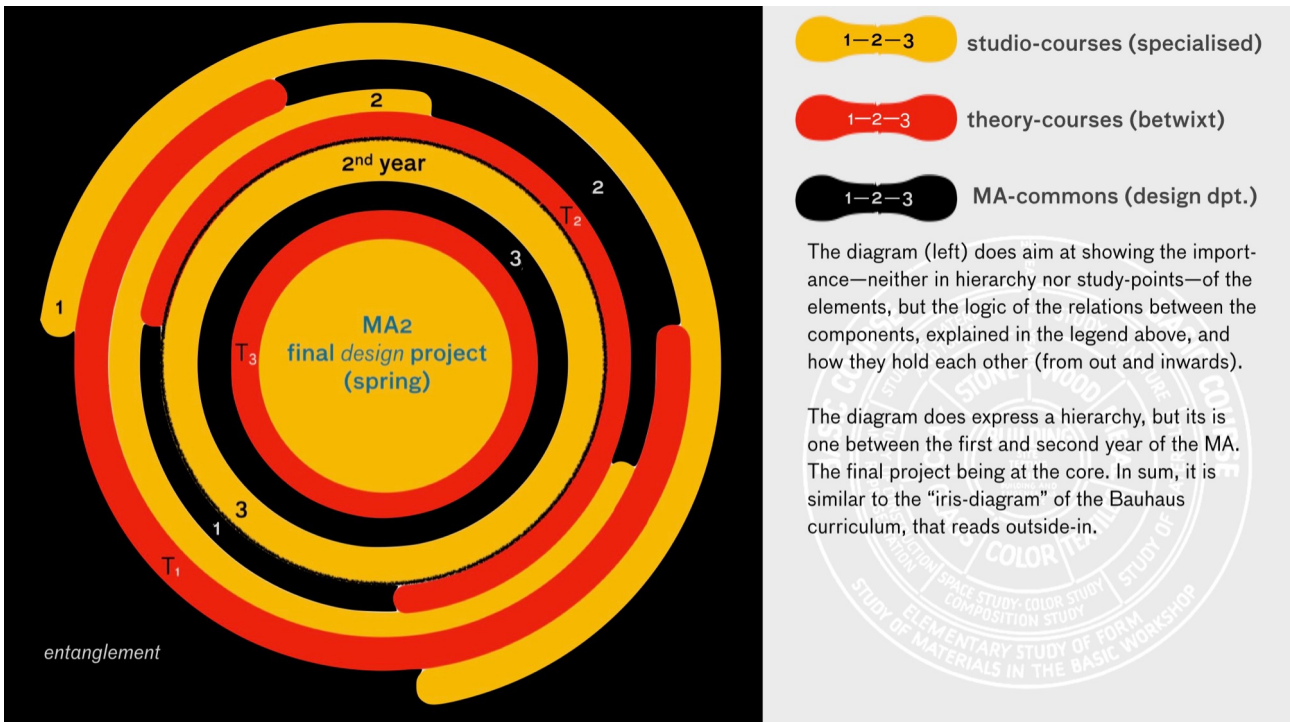 2
2nd year
2
T2
3
1
MA2
final design project
(spring)
T3
3
1
T1
entanglement
1—2—3 studio-courses (specialised)
1—2—3 theory-courses (betwixt)
1—2—3 MA-commons (design dpt.)
The diagram (left) does aim at showing the import-
ance—neither in hierarchy nor study-points—of the
elements, but the logic of the relations between the
components, explained in the legend above, and
how they hold each other (from out and inwards).
The diagram does express a hierarchy, but its is
one between the first and second year of the MA.
The final project being at the core. In sum, it is
similar to the “iris-diagram” of the Bauhaus
curriculum, that reads outside-in.
BASIC COURSE
STONE
WOOD
COLOR
STUDY OF
SPACE STUDY·COLOR STUDY
COMPOSITION STUDY
ELEMENTARY STUDY OF FORM
STUDY OF MATERIALS IN THE BASIC WORKSHOP